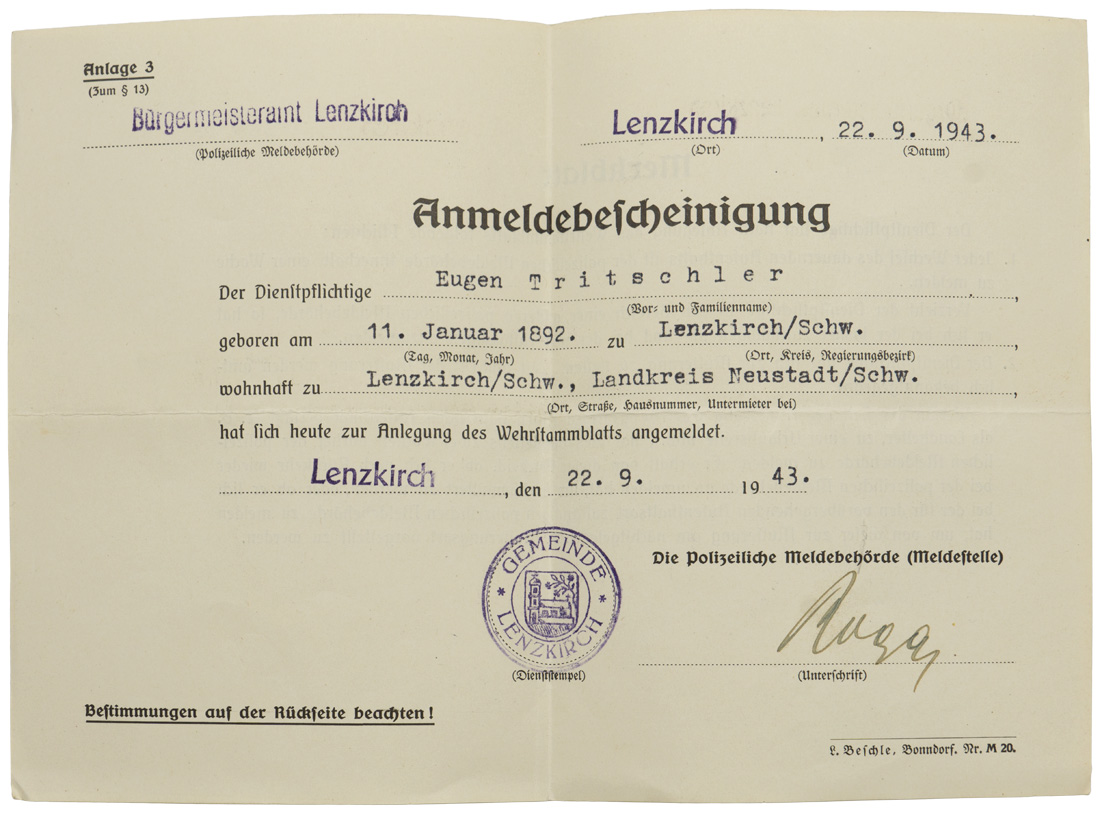 Anlage 3
(Zum § 13)
Bürgermeisteramt Lenzkirch
(Polizeiliche Meldebehörde)
Lenzkirch, 22. 9. 1943.
(Ort) (Datum)
Anmeldebescheinigung
Der Dienstpflichtige Eugen Tritschler,
(Vor- und Familienname)
geboren am 11. Januar 1892. zu Lenzkirch/Schw.,
(Tag, Monat, Jahr) (Ort, Kreis, Regierungsbezirk)
wohnhaft zu Lenzkirch/Schw., Landkreis Neustadt/Schw.,
(Ort, Straße, Hausnummer, Untermieter bei)
hat sich heute zur Anlegung des Wehrstammblatts angemeldet.
Lenzkirch, den 22. 9. 1943.
GEMEINDE
* *
LENZKIRCH
(Dienststempel)
Die Polizeiliche Meldebehörde (Meldestelle)
Rogg
(Unterschrift)
Bestimmungen auf der Rückseite beachten!
L. Beschle, Bonndorf. Nr. M 20.